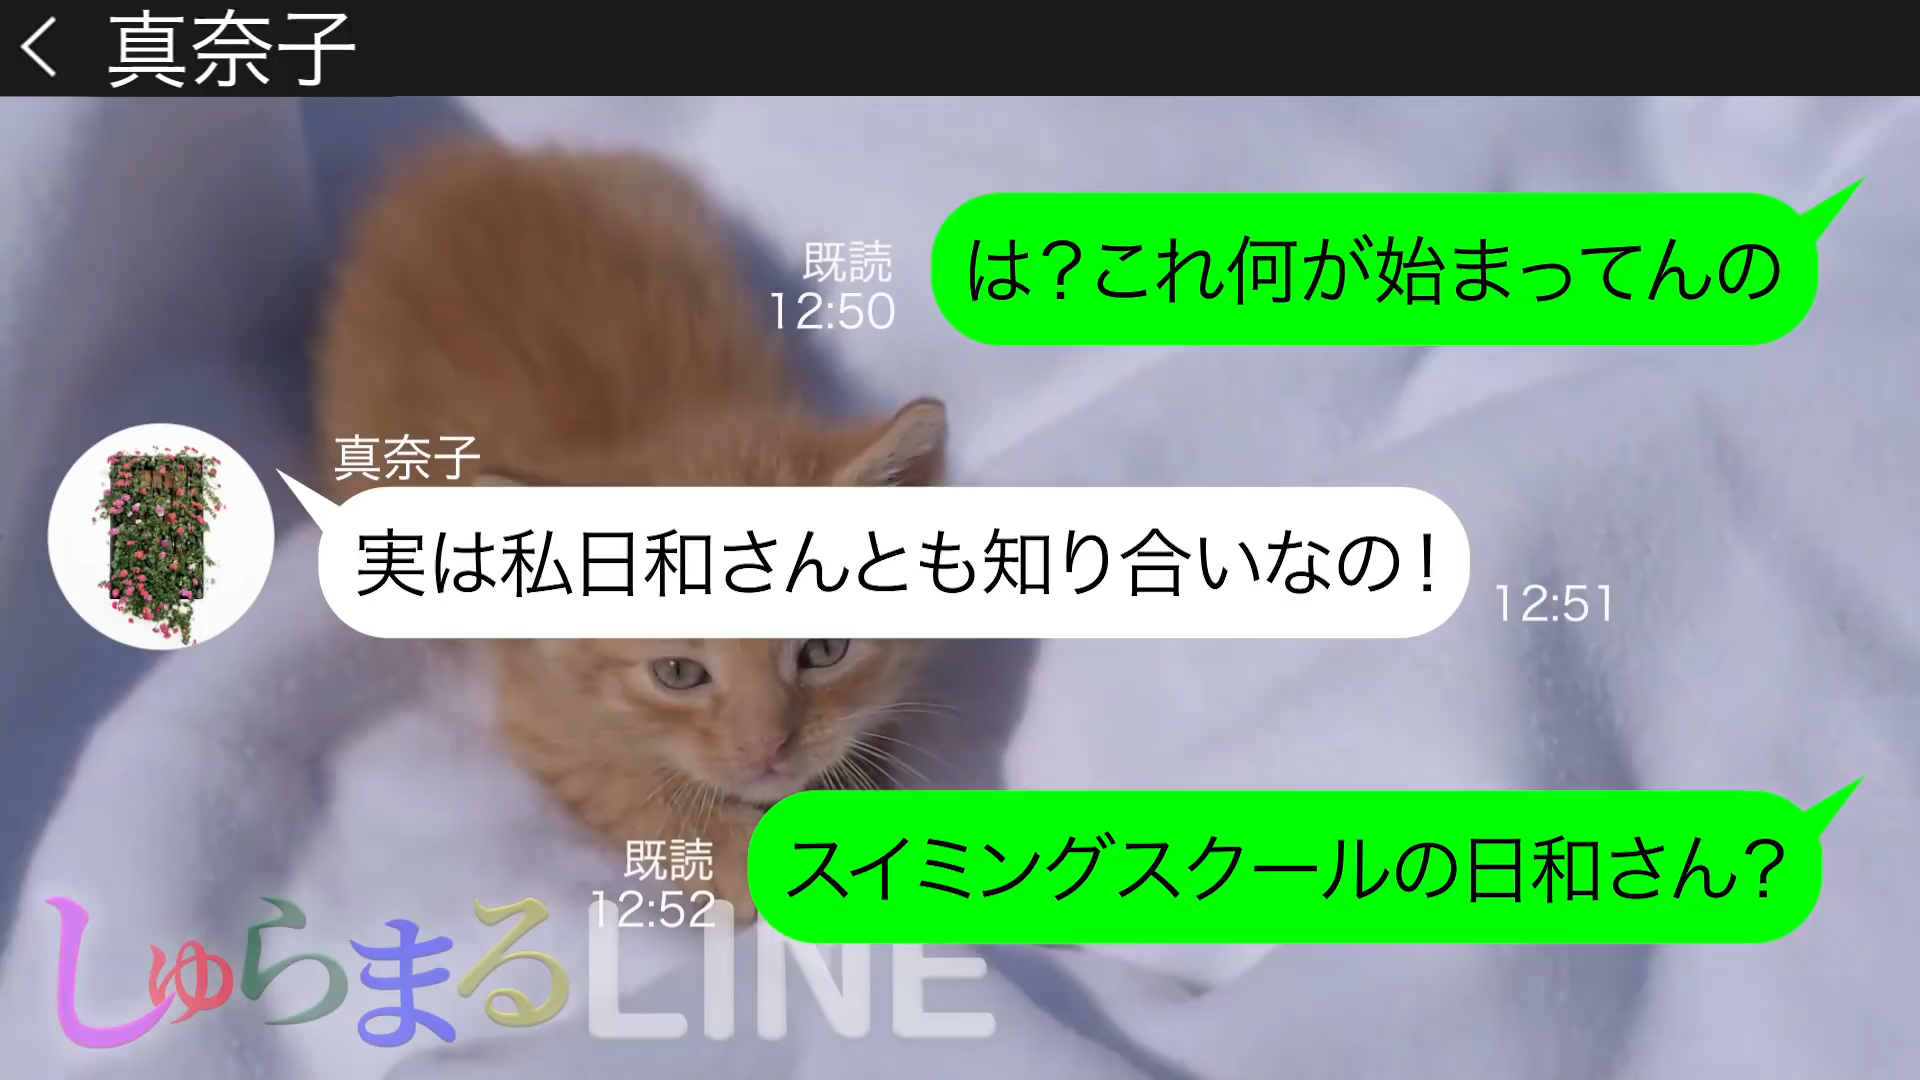 真奈子
は？これ何が始まってんの
既読
12:50
真奈子
実は私日和さんとも知り合いなの！
12:51
スイミングスクールの日和さん？
既読
12:52
しゅらまるLINE